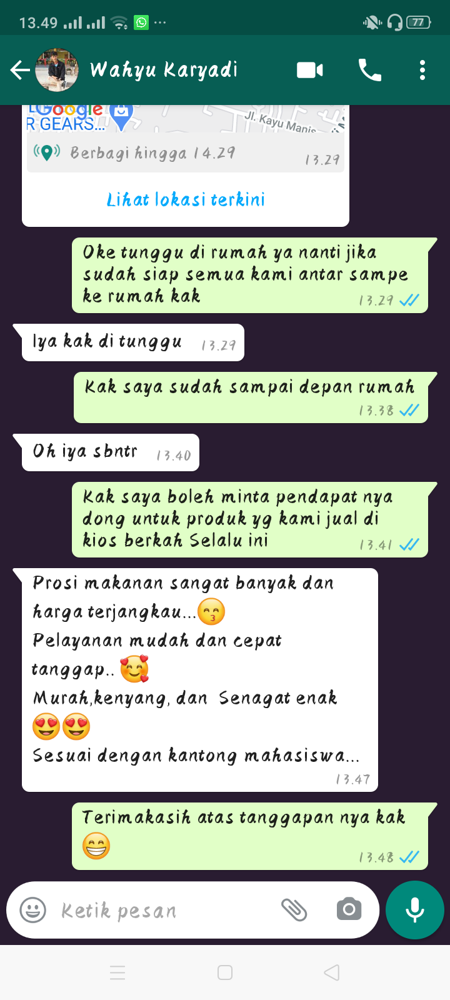 13.49
77
Wahyu Karyadi
Google
R GEARS...
Jl. Kayu Manis
Berbagi hingga 14.29
13.29
Lihat lokasi terkini
Oke tunggu di rumah ya nanti jika
sudah siap semua kami antar sampe
ke rumah kak
13.29
Iya kak di tunggu
13.29
Kak saya sudah sampai depan rumah
13.38
Oh iya sbntr
13.40
Kak saya boleh minta pendapat nya
dong untuk produk yg kami jual di
kios berkah Selalu ini
13.41
Prosi makanan sangat banyak dan
harga terjangkau...😙
Pelayanan mudah dan cepat
tanggap.. 🥰
Murah,kenyang, dan  Senagat enak
😍😍
Sesuai dengan kantong mahasiswa...
13.47
Terimakasih atas tanggapan nya kak
😁
13.48
Ketik pesan